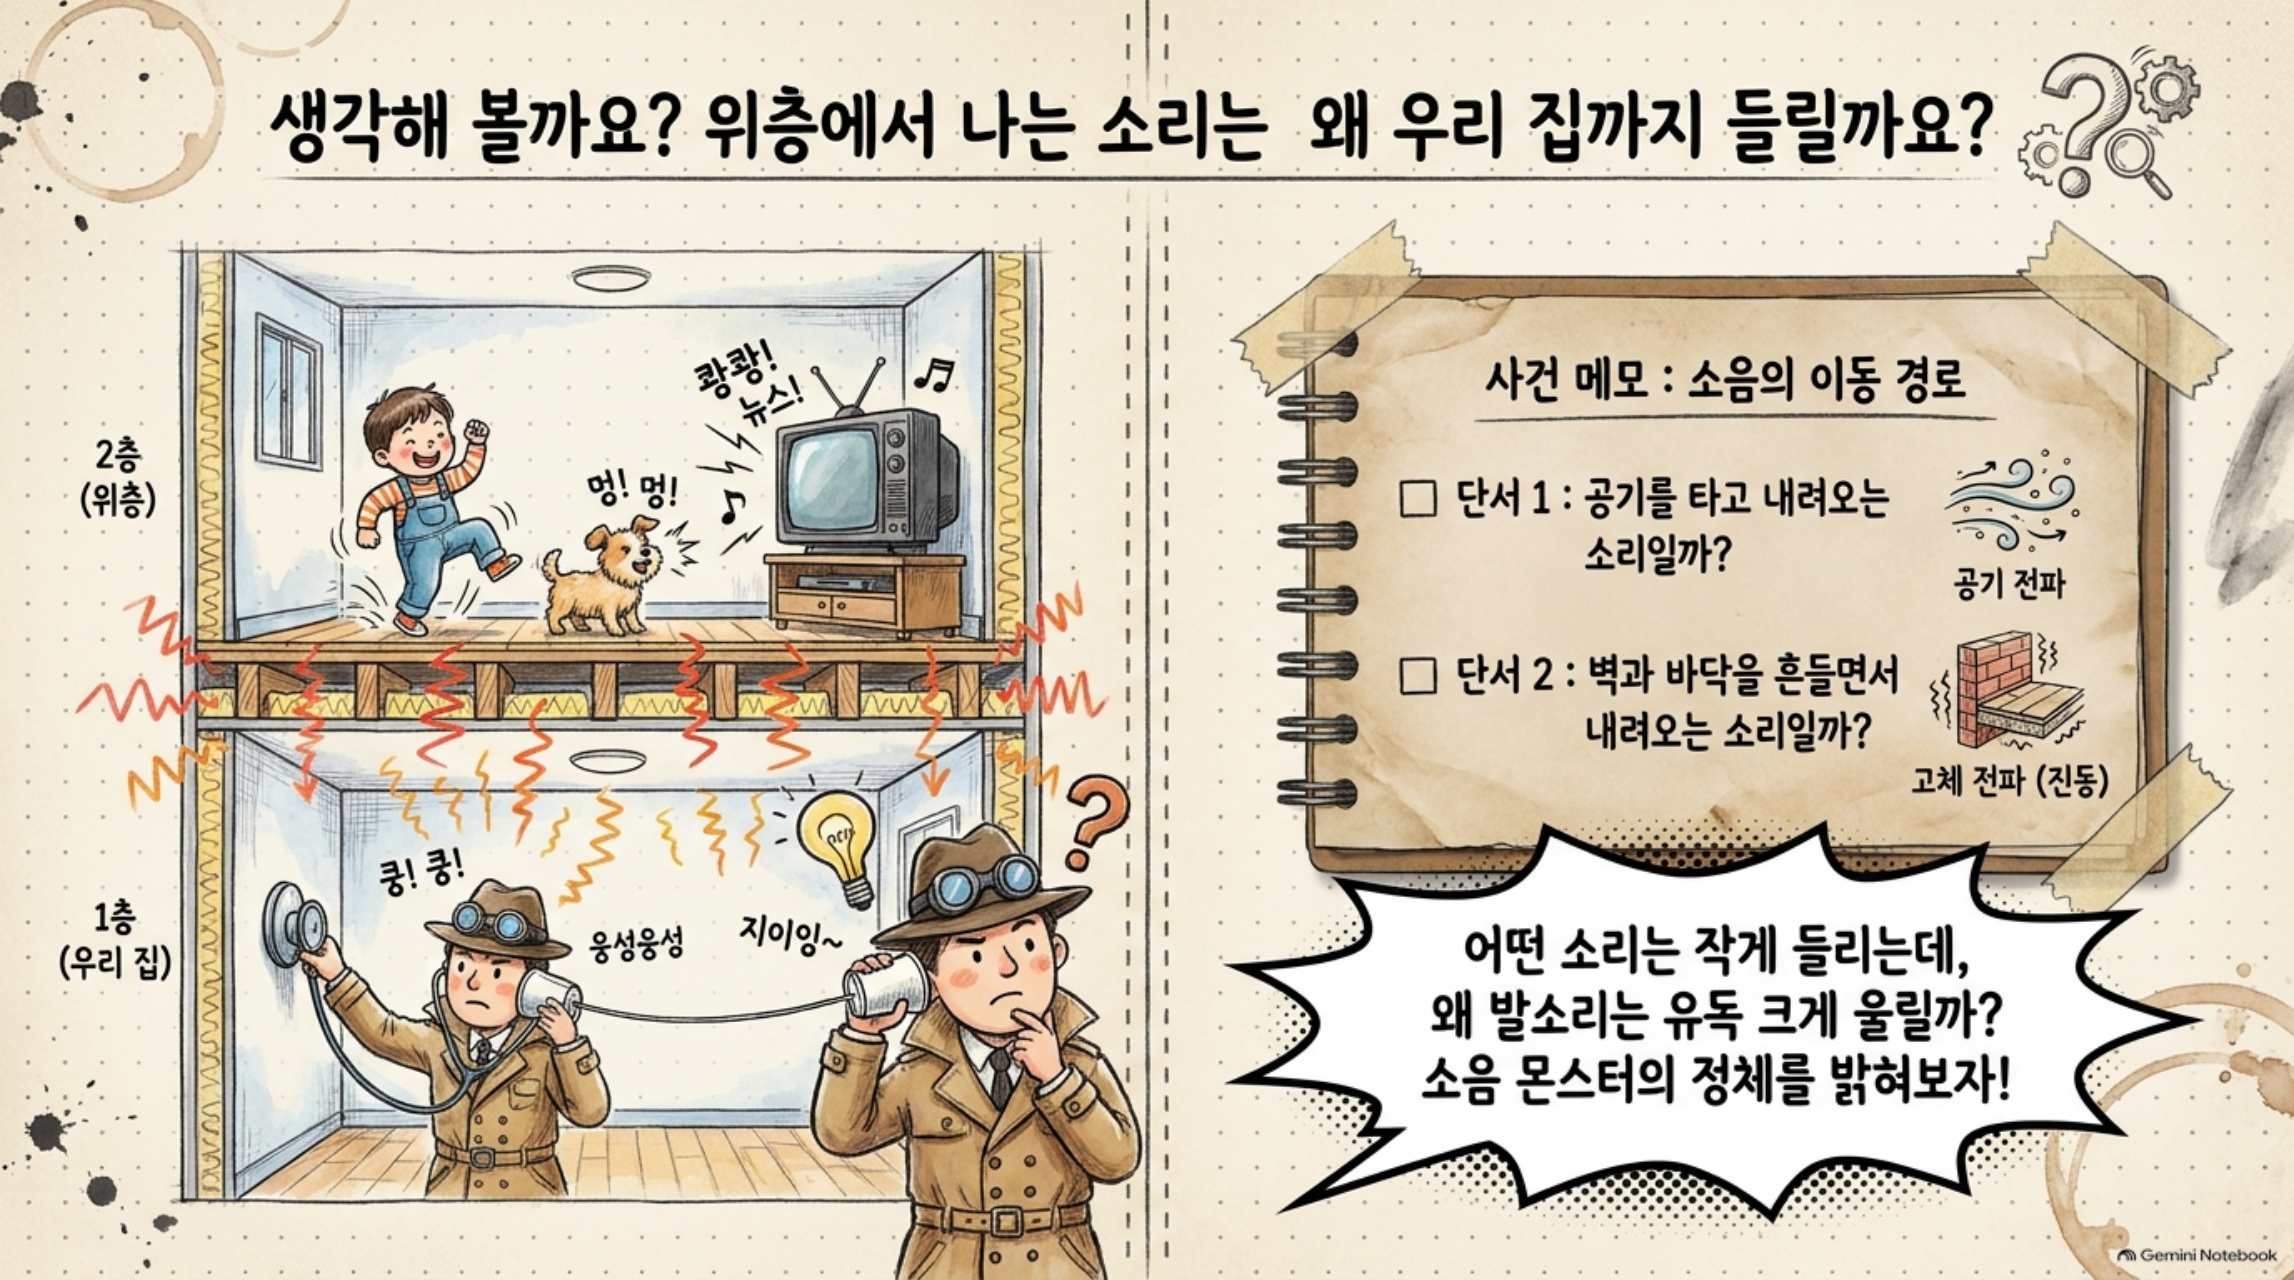 생각해 볼까요? 위층에서 나는 소리는 왜 우리 집까지 들릴까요?
2층
(위층)
쾅쾅!
뉴스!
멍! 멍!
1층
(우리 집)
쿵! 쿵!
웅성웅성
지이잉~
사건 메모 : 소음의 이동 경로
단서 1 : 공기를 타고 내려오는
소리일까?
공기 전파
단서 2 : 벽과 바닥을 흔들면서
내려오는 소리일까?
고체 전파 (진동)
어떤 소리는 작게 들리는데,
왜 발소리는 유독 크게 울릴까?
소음 몬스터의 정체를 밝혀보자!
Gemini Notebook